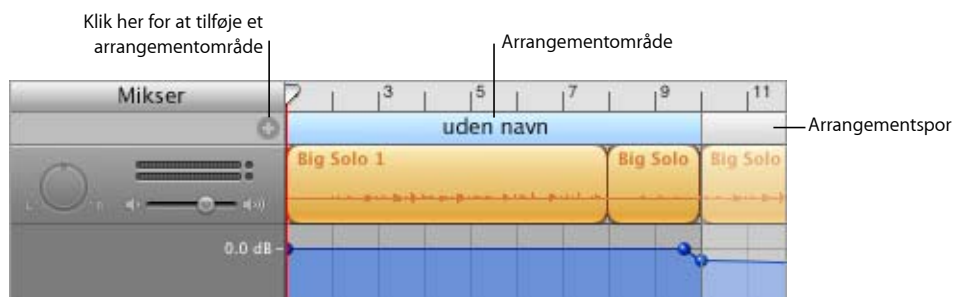 Klik her for at tilføje et
arrangementområde
Arrangementområde
Mikser
3 5 7 9 11
uden navn
Arrangementspor
Big Solo 1
Big Solo
Big Solo
L R
0.0 dB